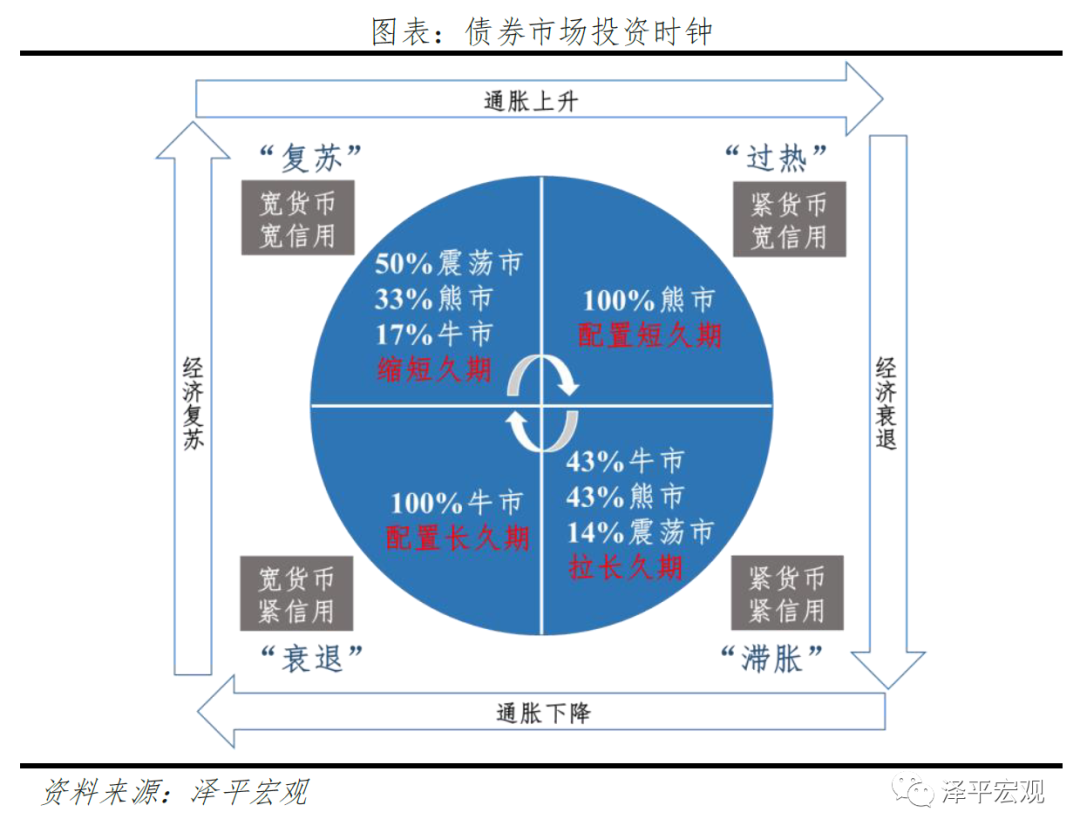 图表：债券市场投资时钟
通胀上升
“复苏”
“过热”
宽货币
宽信用
紧货币
宽信用
50%震荡市
33%熊市
17%牛市
缩短久期
100%熊市
配置短久期
经济复苏
经济衰退
100%牛市
配置长久期
43%牛市
43%熊市
14%震荡市
拉长久期
宽货币
紧信用
紧货币
紧信用
“衰退”
“滞胀”
通胀下降
资料来源：泽平宏观
泽平宏观